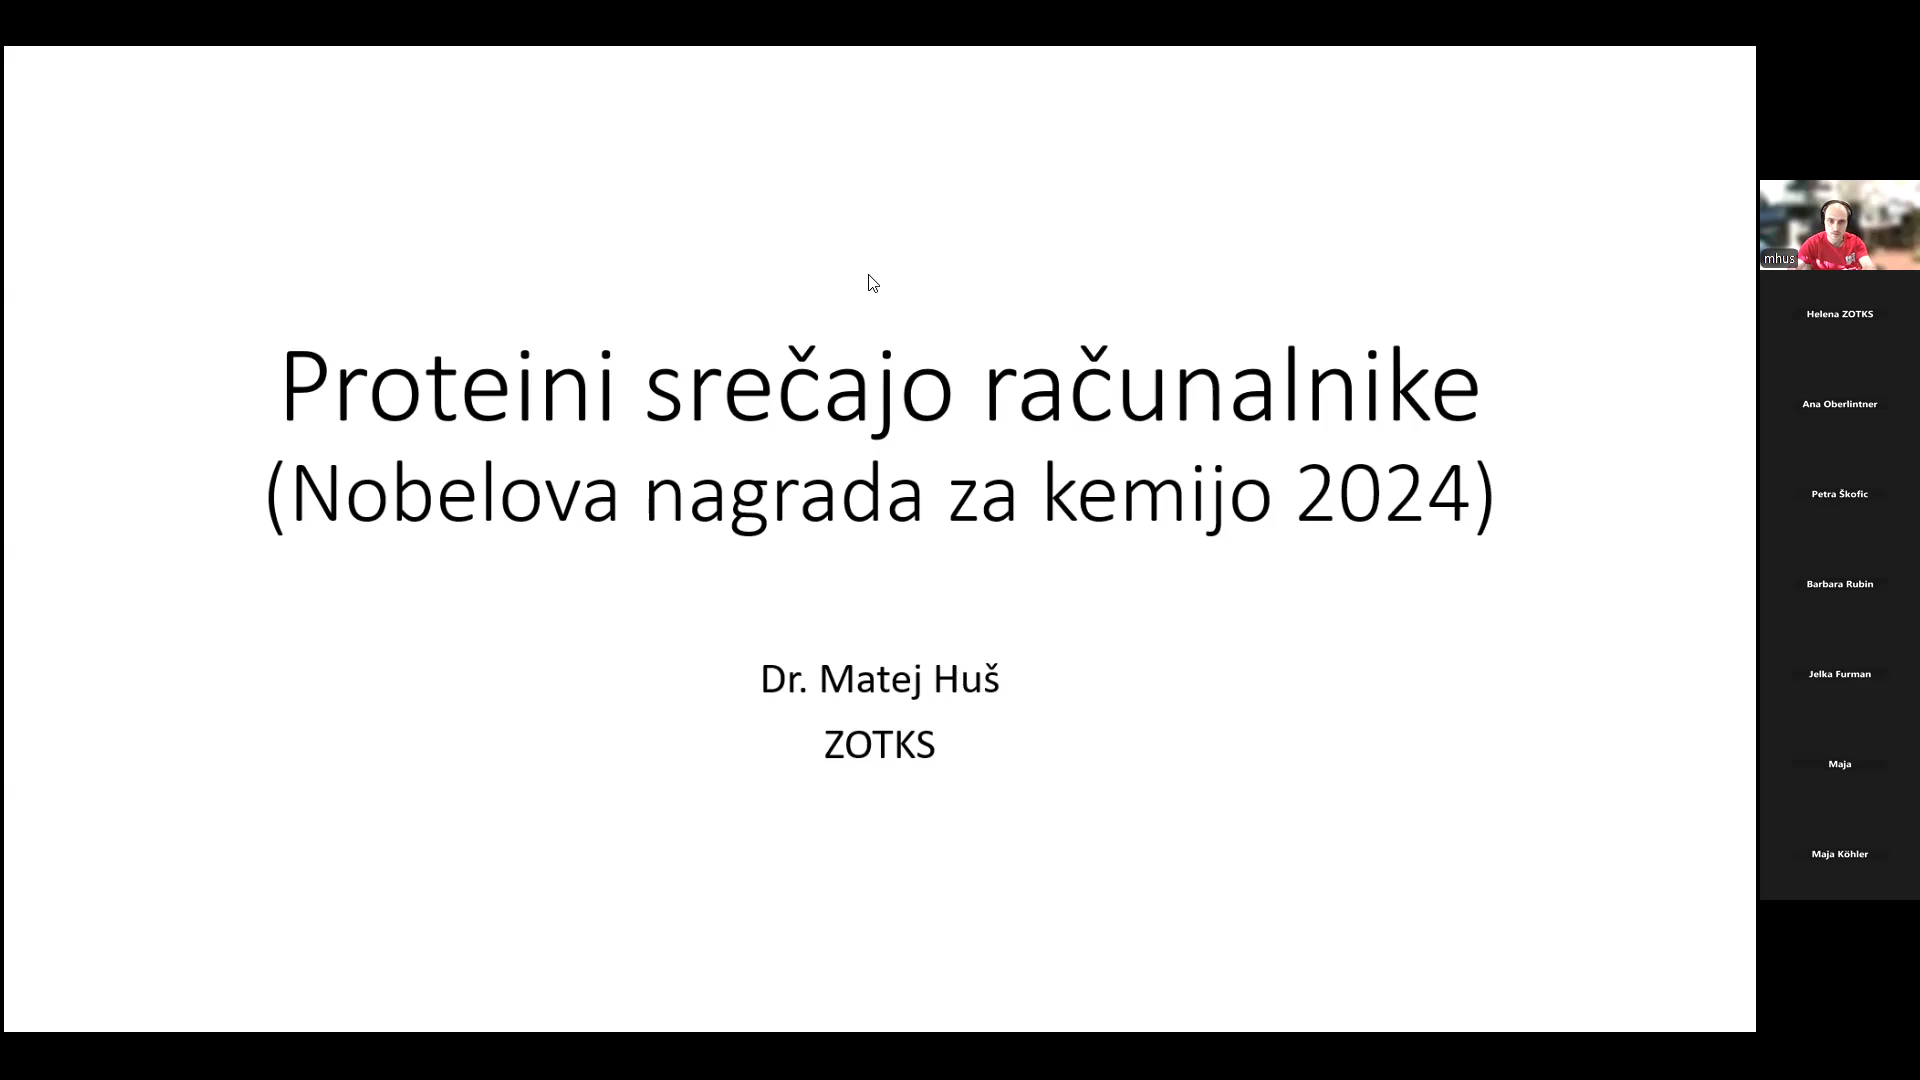 Proteini srečajo računalnike
(Nobelova nagrada za kemijo 2024)
Dr. Matej Huš
ZOTKS
mhus
Helena ZOTKS
Ana Oberlintner
Petra Škofic
Barbara Rubin
Jelka Furman
Maja
Maja Köhler